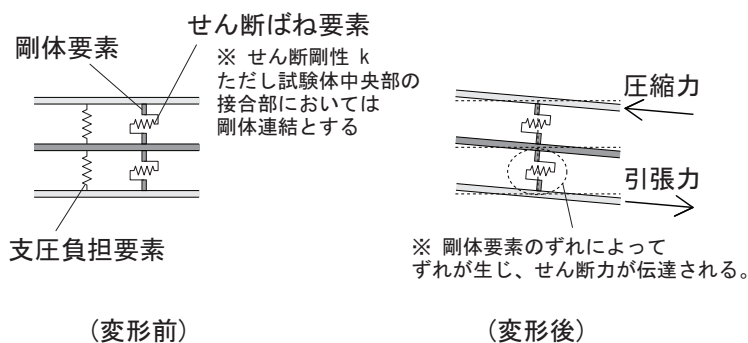 せん断ばね要素
剛体要素
※ せん断剛性 k
ただし試験体中央部の
接合部においては
剛体連結とする
支圧負担要素
(変形前)
圧縮力
引張力
※ 剛体要素のずれによって
ずれが生じ、せん断力が伝達される。
(変形後)